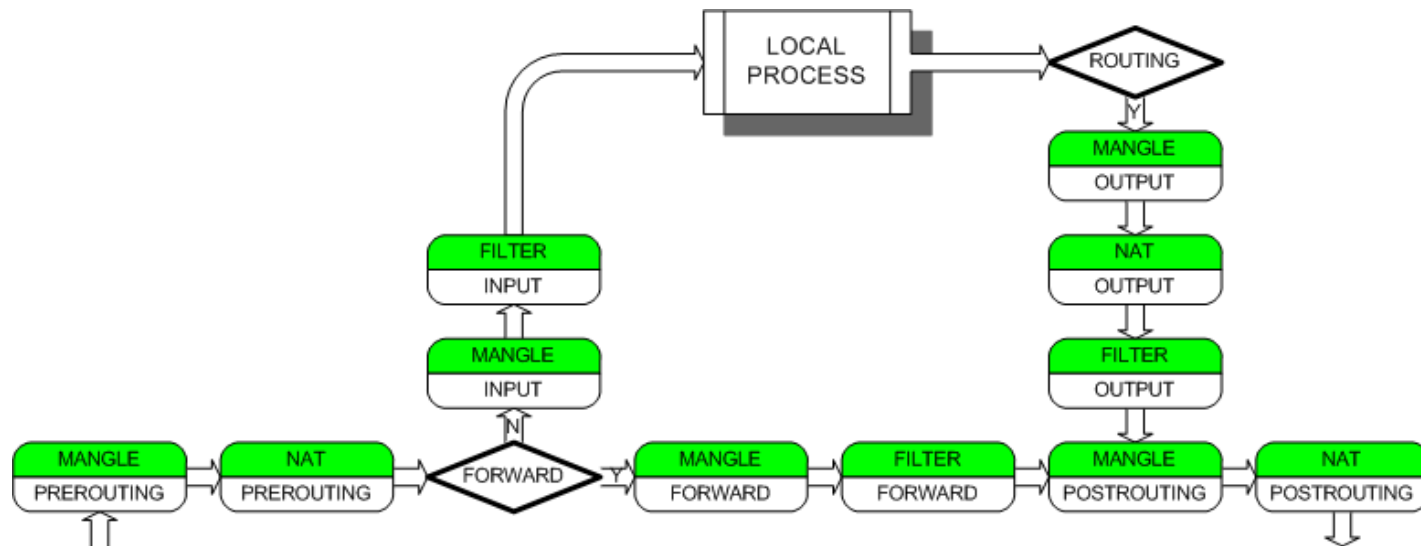 LOCAL
PROCESS
ROUTING
Y
MANGLE
OUTPUT
FILTER
INPUT
NAT
OUTPUT
MANGLE
INPUT
FILTER
OUTPUT
N
MANGLE
PREROUTING
NAT
PREROUTING
FORWARD
Y
MANGLE
FORWARD
FILTER
FORWARD
MANGLE
POSTROUTING
NAT
POSTROUTING